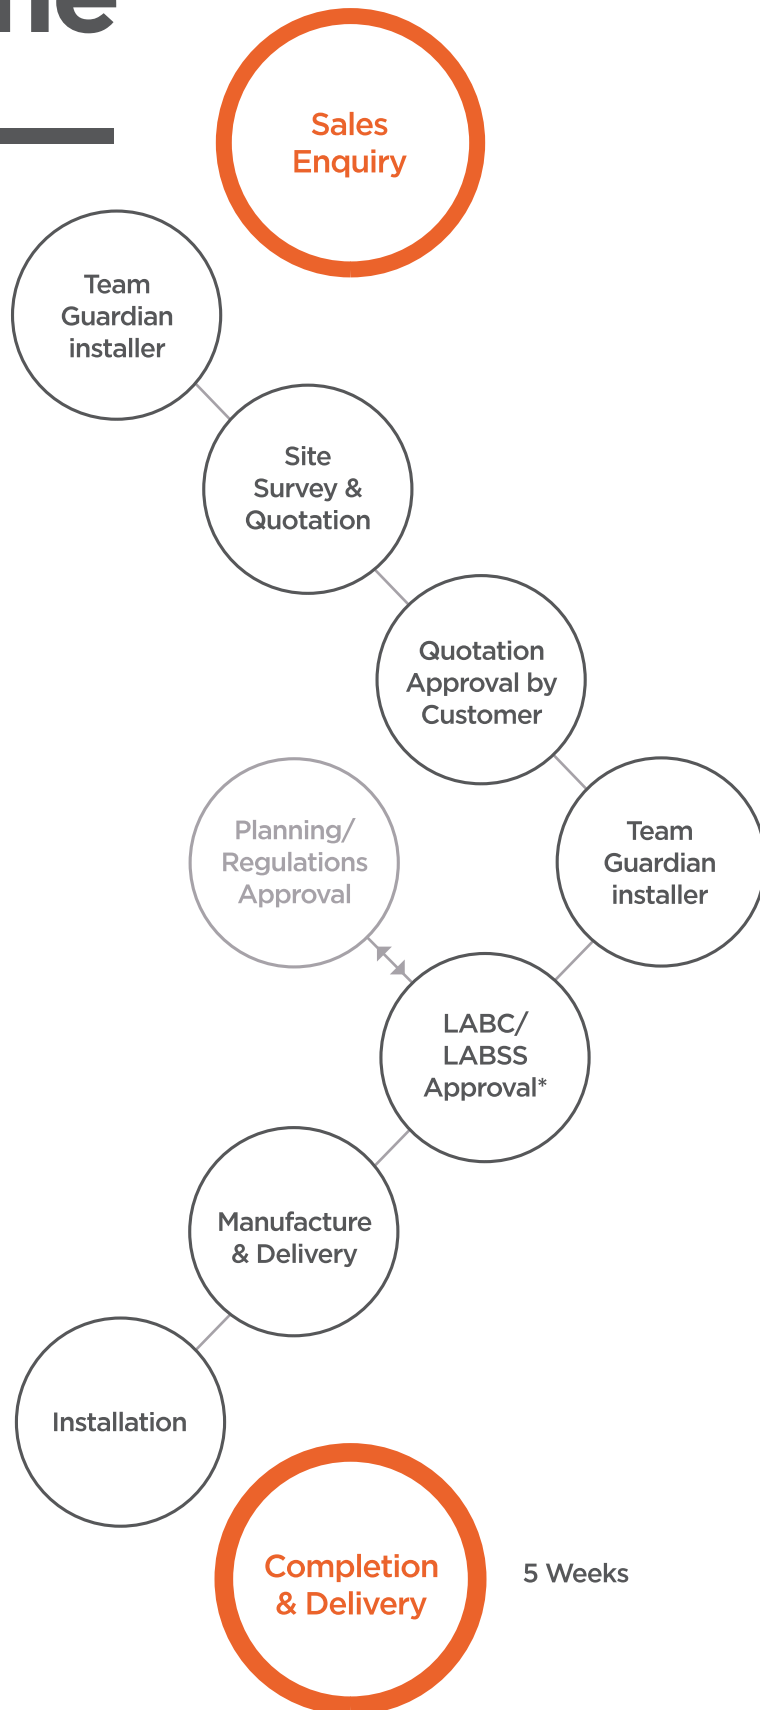 Sales
Enquiry
Team
Guardian
installer
Site
Survey &
Quotation
Quotation
Approval by
Customer
Planning/
Regulations
Approval
Team
Guardian
installer
LABC/
LABSS
Approval*
Manufacture
& Delivery
Installation
Completion
& Delivery
5 Weeks